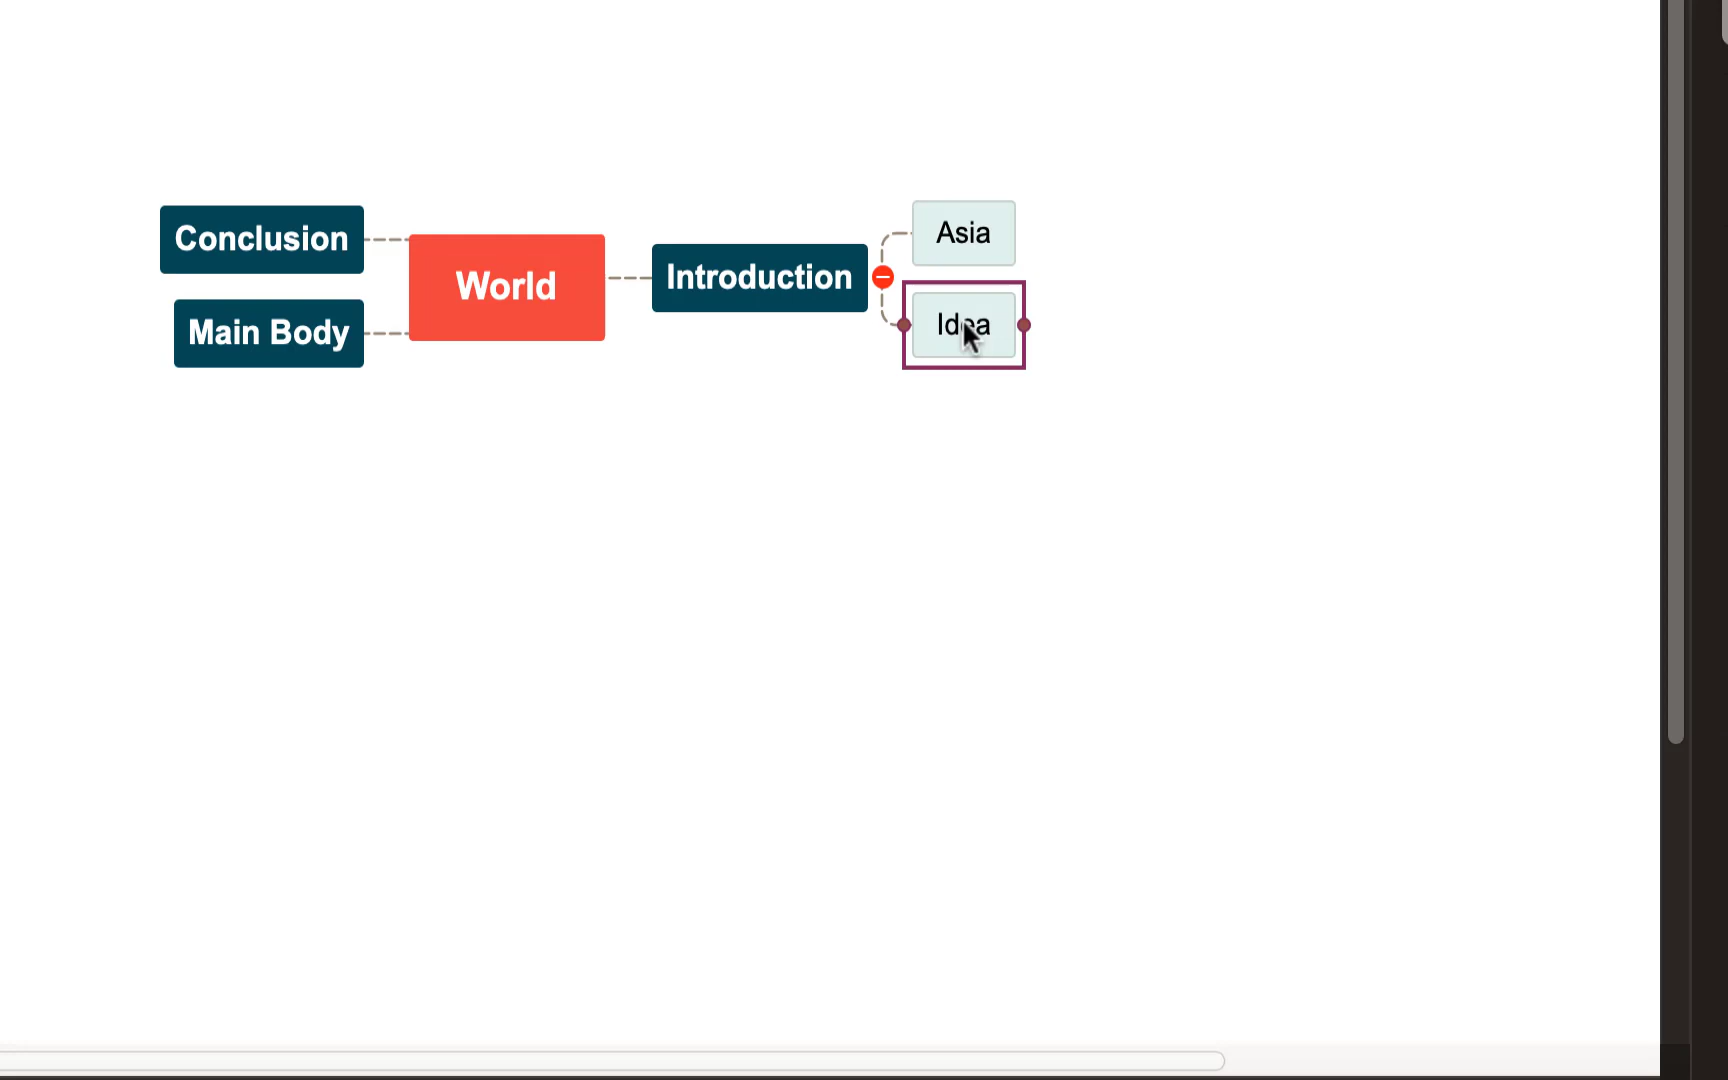 Conclusion
Main Body
World
Introduction
Asia
Idea